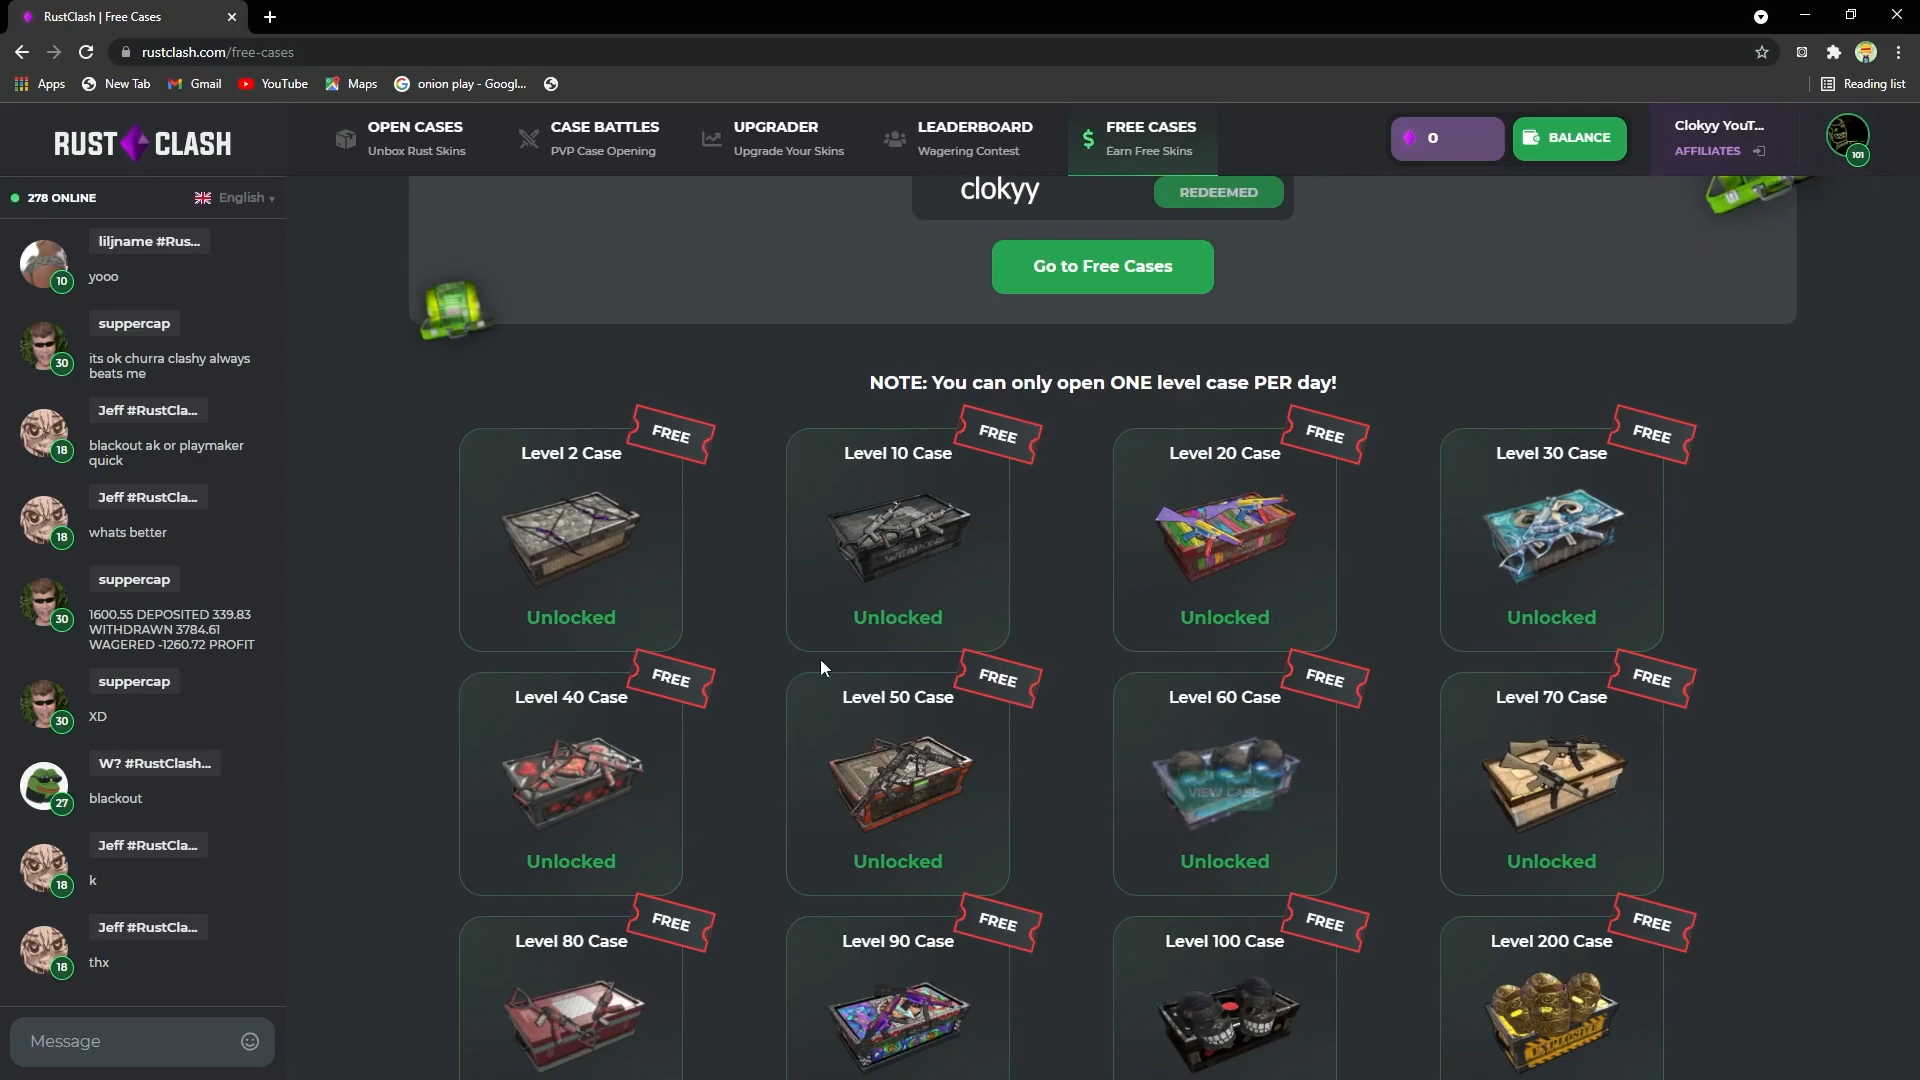 RustClash | Free Cases
rustclash.com/free-cases
Apps
New Tab
Gmail
YouTube
Maps
onion play - Googl...
Reading list
RUST CLASH
OPEN CASES
Unbox Rust Skins
CASE BATTLES
PVP Case Opening
UPGRADER
Upgrade Your Skins
LEADERBOARD
Wagering Contest
$
FREE CASES
Earn Free Skins
0
BALANCE
Clokyy YouT...
AFFILIATES
101
278 ONLINE
English
liljname #Rus...
10
yooo
suppercap
30
its ok churra clashy always
beats me
Jeff #RustCla...
18
blackout ak or playmaker
quick
Jeff #RustCla...
18
whats better
suppercap
30
1600.55 DEPOSITED 339.83
WITHDRAWN 3784.61
WAGERED -1260.72 PROFIT
suppercap
30
XD
W? #RustClash...
27
blackout
Jeff #RustCla...
18
k
Jeff #RustCla...
18
thx
Message
clokyy
REDEEMED
Go to Free Cases
NOTE: You can only open ONE level case PER day!
Level 2 Case
FREE
Unlocked
Level 10 Case
FREE
WEAPONS
Unlocked
Level 20 Case
FREE
Unlocked
Level 30 Case
FREE
Unlocked
Level 40 Case
FREE
Unlocked
Level 50 Case
FREE
Unlocked
Level 60 Case
FREE
VIEW CASE
Unlocked
Level 70 Case
FREE
Unlocked
Level 80 Case
FREE
Level 90 Case
FREE
Level 100 Case
FREE
Level 200 Case
FREE